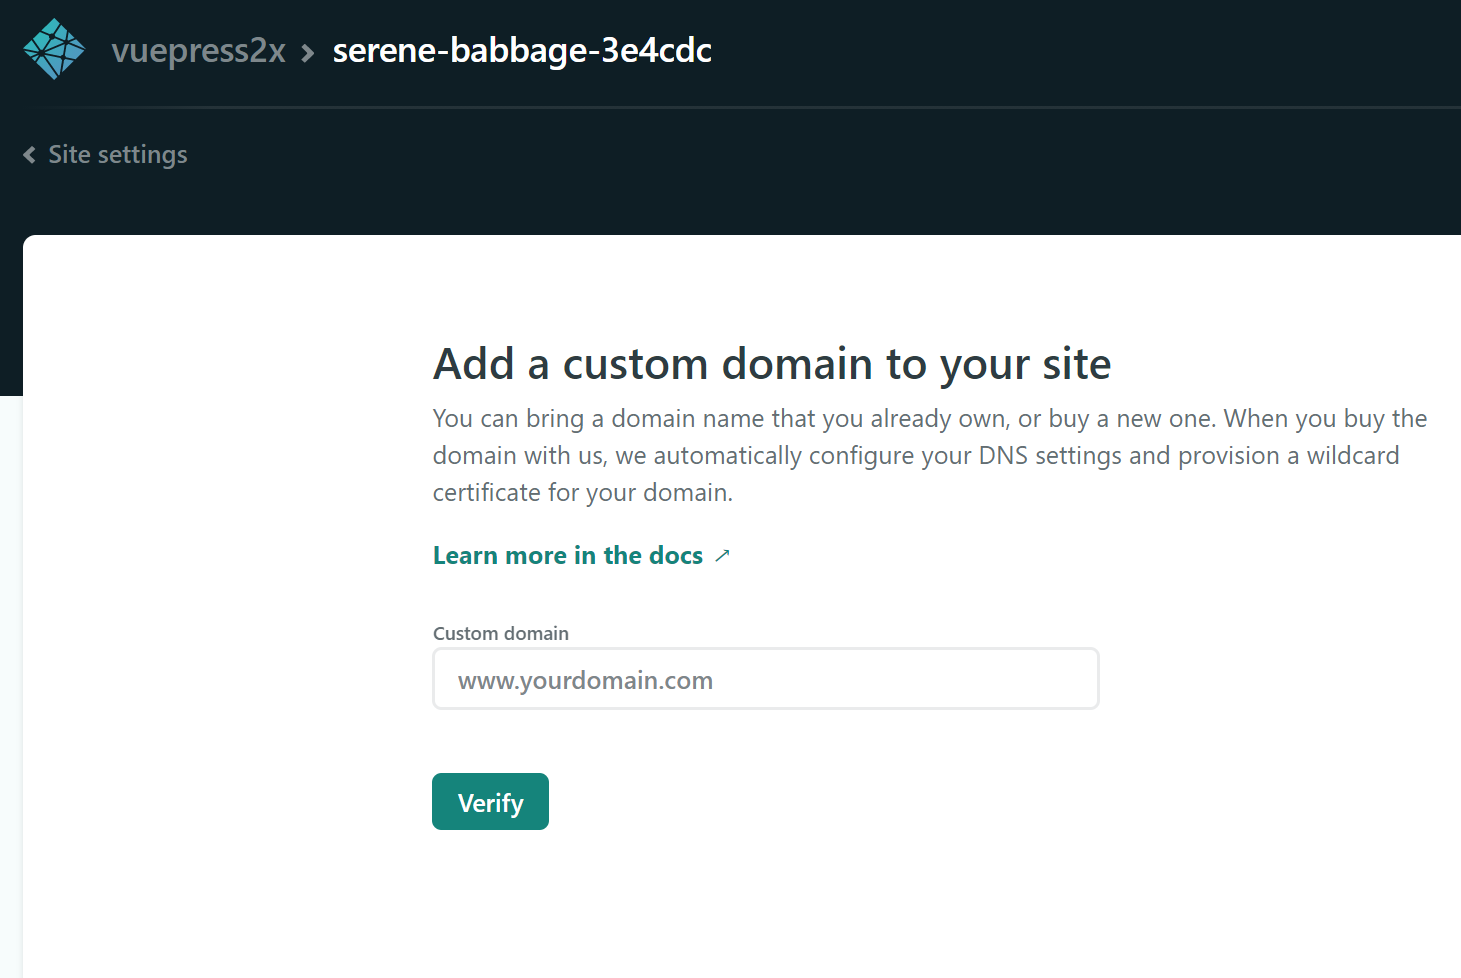 vuepress2x > serene-babbage-3e4cdc
Site settings
Add a custom domain to your site
You can bring a domain name that you already own, or buy a new one. When you buy the
domain with us, we automatically configure your DNS settings and provision a wildcard
certificate for your domain.
Learn more in the docs ↗
Custom domain
www.yourdomain.com
Verify